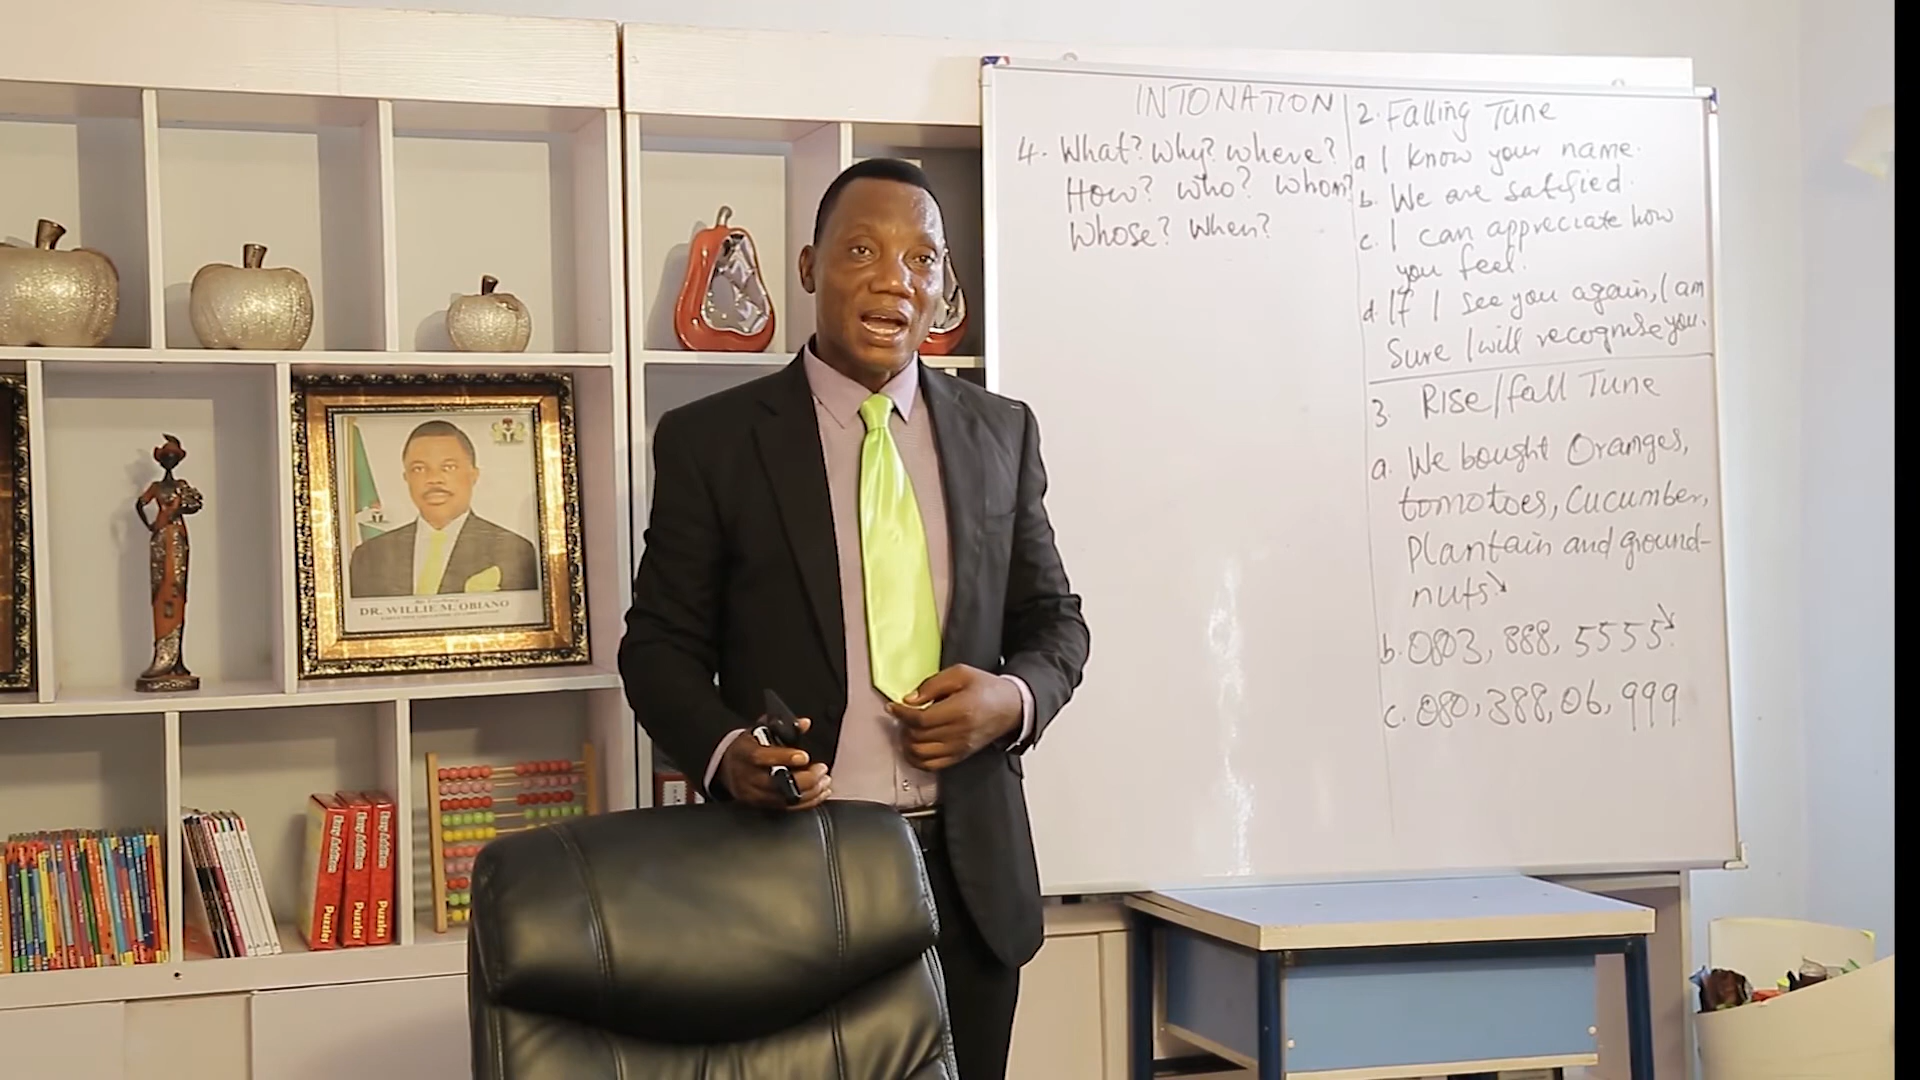 INTONATION
4. What? Why? where?
How? who? whom?
Whose? When?
2. Falling Tune
a I know your name.
b. We are satisfied.
c. I can appreciate how
you feel.
d. If I see you again, I am
Sure I will recognise you.
3. Rise/fall Tune
a. We bought Oranges,
tomotoes, Cucumber,
Plantain and ground-
nuts.
b. 0803, 888, 5555.
c. 080, 388, 06, 999
DR. WILLIE M. OBIANO
Puzzles
Puzzles
Puzzles